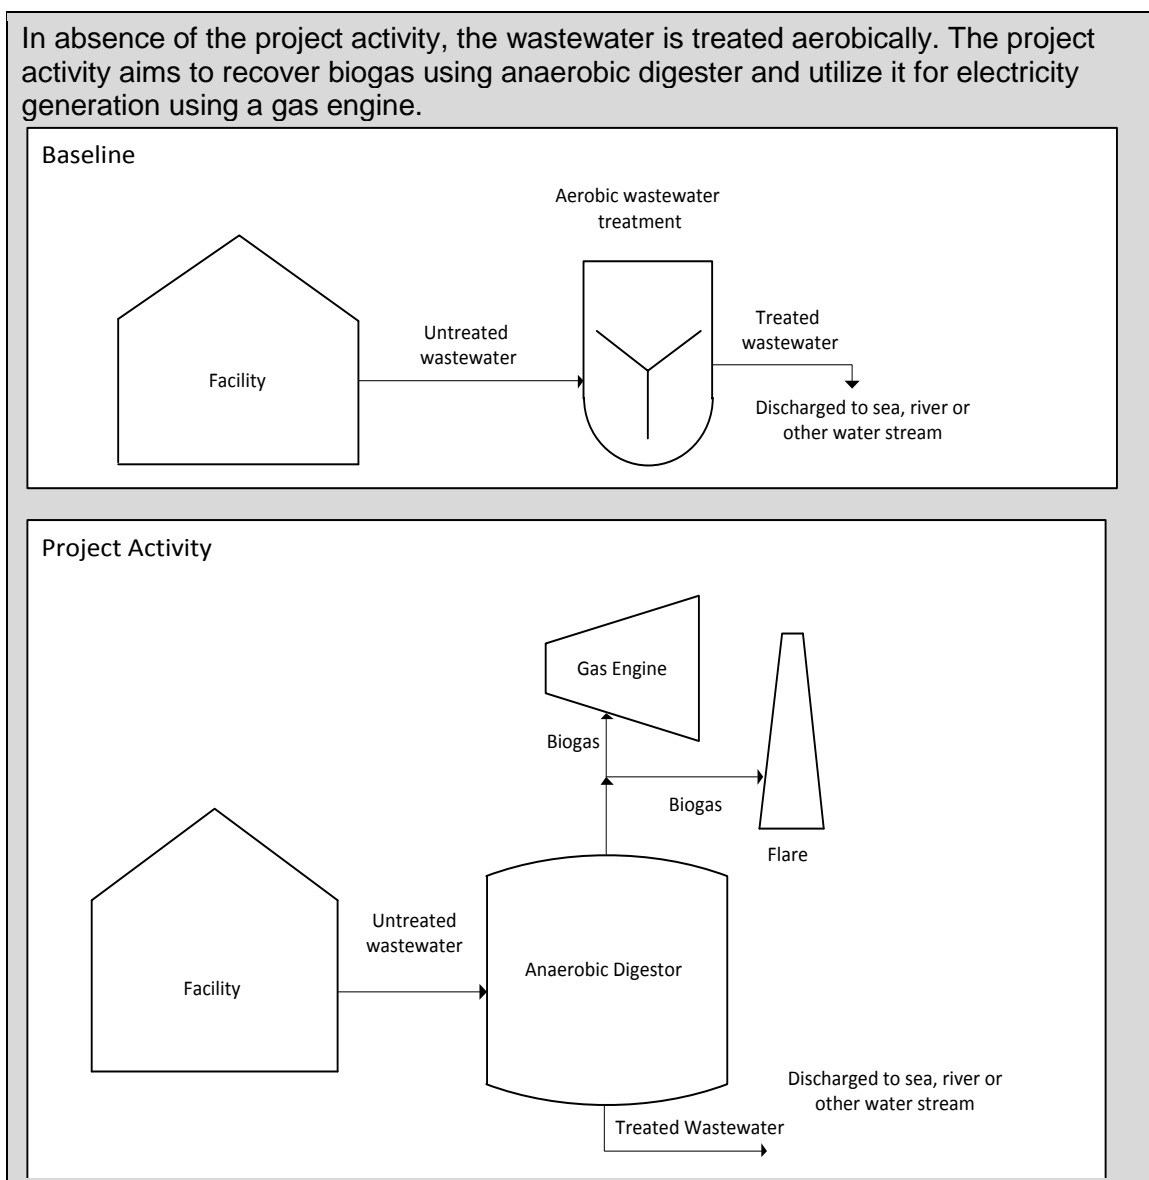 In absence of the project activity, the wastewater is treated aerobically. The project
activity aims to recover biogas using anaerobic digester and utilize it for electricity
generation using a gas engine.
Baseline
Aerobic wastewater
treatment
Untreated
wastewater
Treated
wastewater
Facility
Discharged to sea, river or
other water stream
Project Activity
Gas Engine
Biogas
Biogas
Flare
Untreated
wastewater
Anaerobic Digestor
Facility
Discharged to sea, river or
other water stream
Treated Wastewater